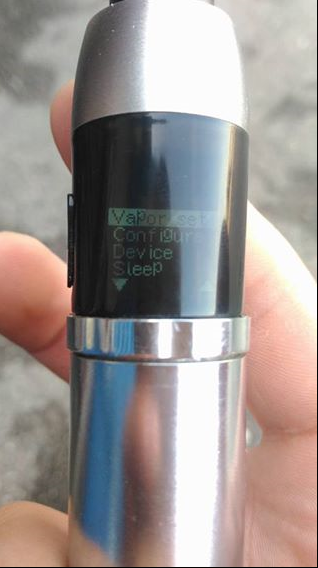 Vapor set
Configur
Device
Sleep